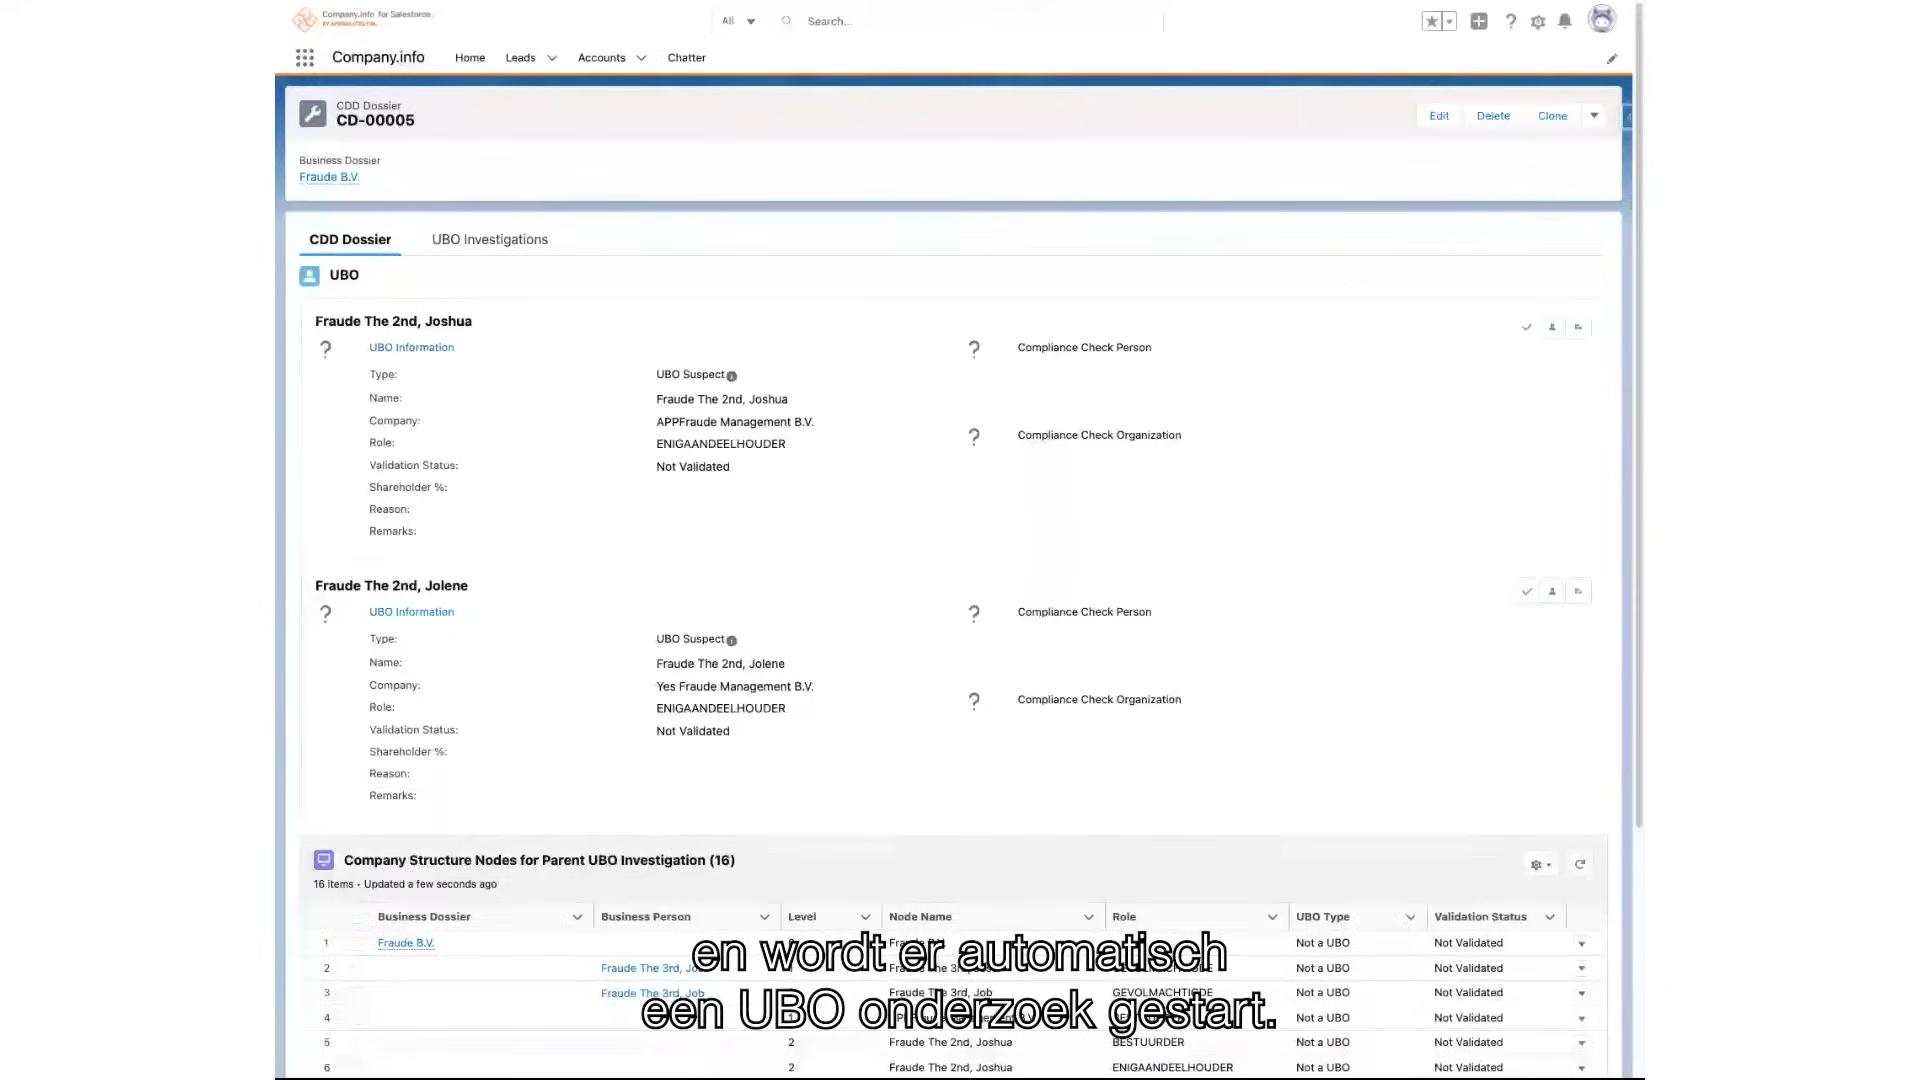 Company.info for Salesforce
All Search...
Company.info Home Leads Accounts Chatter
CDD Dossier
CD-00005
Edit Delete Clone
Business Dossier
Fraude B.V.
CDD Dossier UBO Investigations
UBO
Fraude The 2nd, Joshua
UBO Information Compliance Check Person
Type: UBO Suspect
Name: Fraude The 2nd, Joshua
Company: APPFraude Management B.V.
Compliance Check Organization
Role: ENIGAANDEELHOUDER
Validation Status: Not Validated
Shareholder %:
Reason:
Remarks:
Fraude The 2nd, Jolene
UBO Information Compliance Check Person
Type: UBO Suspect
Name: Fraude The 2nd, Jolene
Company: Yes Fraude Management B.V.
Compliance Check Organization
Role: ENIGAANDEELHOUDER
Validation Status: Not Validated
Shareholder %:
Reason:
Remarks:
Company Structure Nodes for Parent UBO Investigation (16)
16 items • Updated a few seconds ago
Business Dossier Business Person Level Node Name Role UBO Type Validation Status
1 Fraude B.V. Not a UBO Not Validated
2 Fraude The 3rd, Not a UBO Not Validated
3 Fraude The 3rd, Job Fraude The 3rd, Job GEVOLMACHTIGDE Not a UBO Not Validated
4 Not a UBO Not Validated
5 2 Fraude The 2nd, Joshua BESTUURDER Not a UBO Not Validated
6 2 Fraude The 2nd, Joshua ENIGAANDEELHOUDER Not a UBO Not Validated
en wordt er automatisch
een UBO onderzoek gestart.